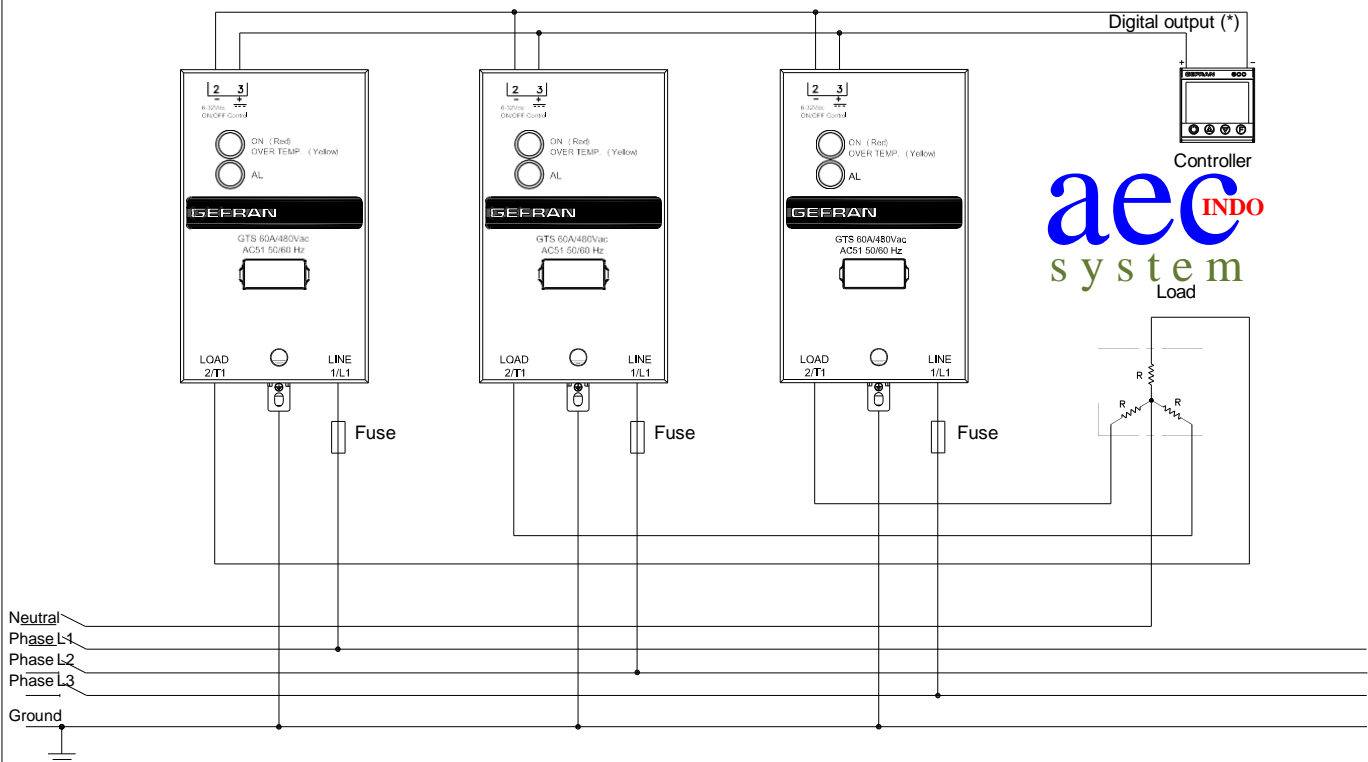 Digital output (*)
+ −
GEFRAN 600
F
Controller
aec INDO
system
Load
R
R R
2 3
− +
6-32Vdc
ON/OFF Control
ON (Red)
OVER TEMP. (Yellow)
AL
GEFRAN
GTS 60A/480Vac
AC51 50/60 Hz
LOAD LINE
2/T1 1/L1
Fuse
2 3
− +
6-32Vdc
ON/OFF Control
ON (Red)
OVER TEMP. (Yellow)
AL
GEFRAN
GTS 60A/480Vac
AC51 50/60 Hz
LOAD LINE
2/T1 1/L1
Fuse
2 3
− +
6-32Vdc
ON/OFF Control
ON (Red)
OVER TEMP. (Yellow)
AL
GEFRAN
GTS 60A/480Vac
AC51 50/60 Hz
LOAD LINE
2/T1 1/L1
Fuse
Neutral
Phase L1
Phase L2
Phase L3
Ground